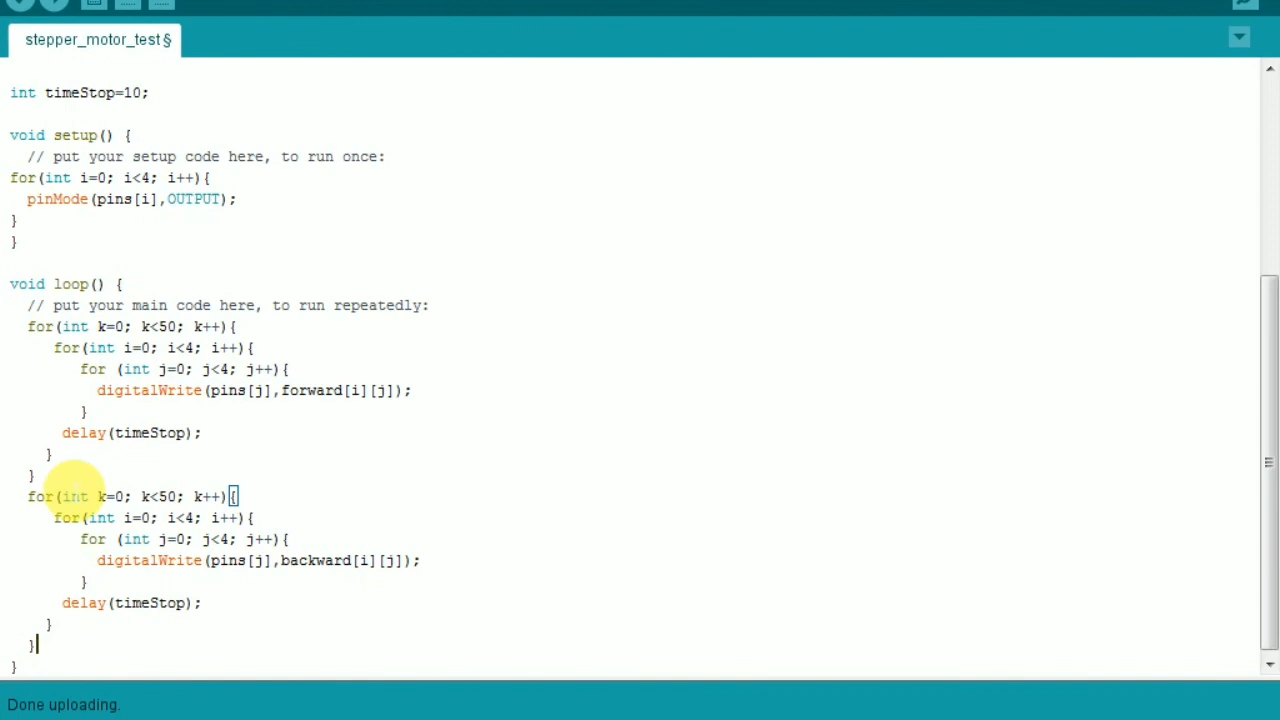 stepper_motor_test §
int timeStop=10;
void setup() {
// put your setup code here, to run once:
for(int i=0; i<4; i++){
pinMode(pins[i],OUTPUT);
}
}
void loop() {
// put your main code here, to run repeatedly:
for(int k=0; k<50; k++){
for(int i=0; i<4; i++){
for (int j=0; j<4; j++){
digitalWrite(pins[j],forward[i][j]);
}
delay(timeStop);
}
}
for(int k=0; k<50; k++){
for(int i=0; i<4; i++){
for (int j=0; j<4; j++){
digitalWrite(pins[j],backward[i][j]);
}
delay(timeStop);
}
}
}
Done uploading.